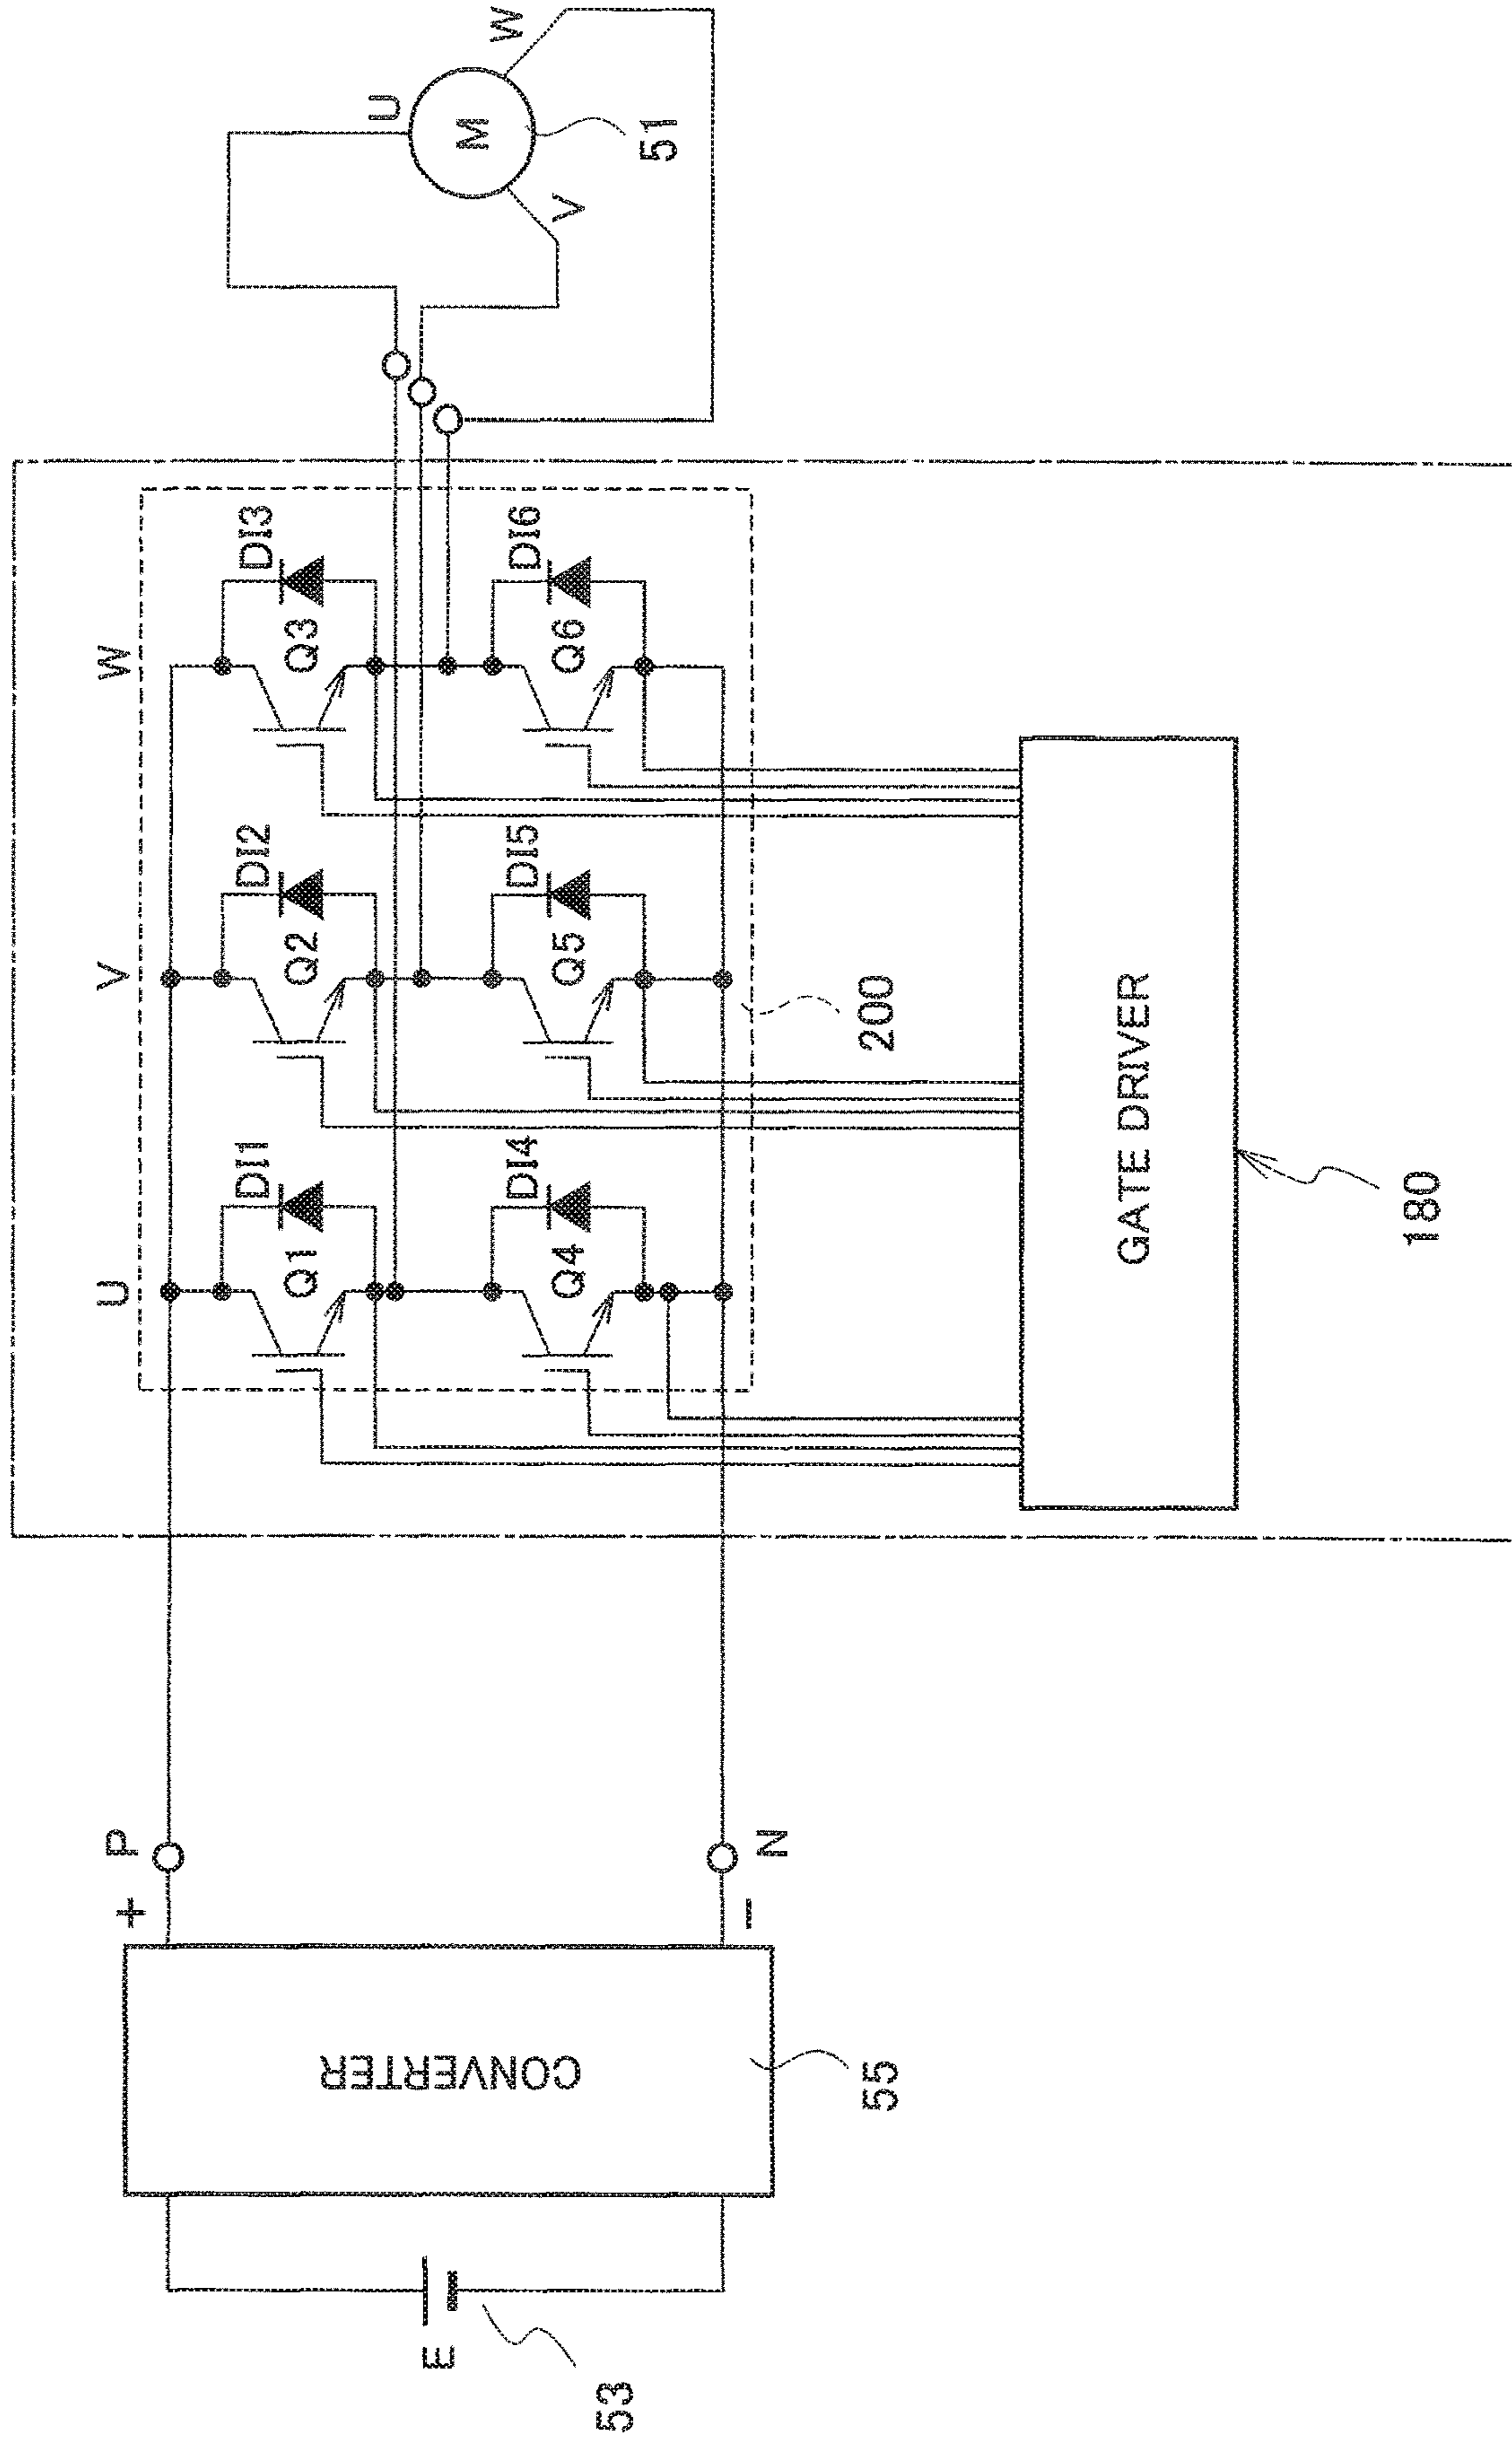 E
53
CONVERTER
55
+
P
−
N
U
V
W
Q1
DI1
Q2
DI2
Q3
DI3
Q4
DI4
Q5
DI5
Q6
DI6
200
GATE DRIVER
180
U
V
W
M
51